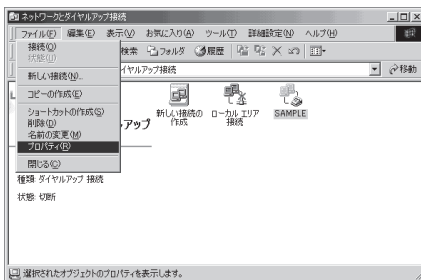 ネットワークとダイヤルアップ接続
ファイル(F) 編集(E) 表示(V) お気に入り(A) ツール(T) 詳細設定(N) ヘルプ(H)
検索 フォルダ 履歴
イヤルアップ接続 移動
接続(O)
状態(U)
新しい接続(N)...
コピーの作成(C)
ショートカットの作成(S)
削除(D)
名前の変更(M)
プロパティ(R)
閉じる(C)
アップ
新しい接続の
作成
ローカル エリア
接続
SAMPLE
種類: ダイヤルアップ 接続
状態: 切断
選択されたオブジェクトのプロパティを表示します。